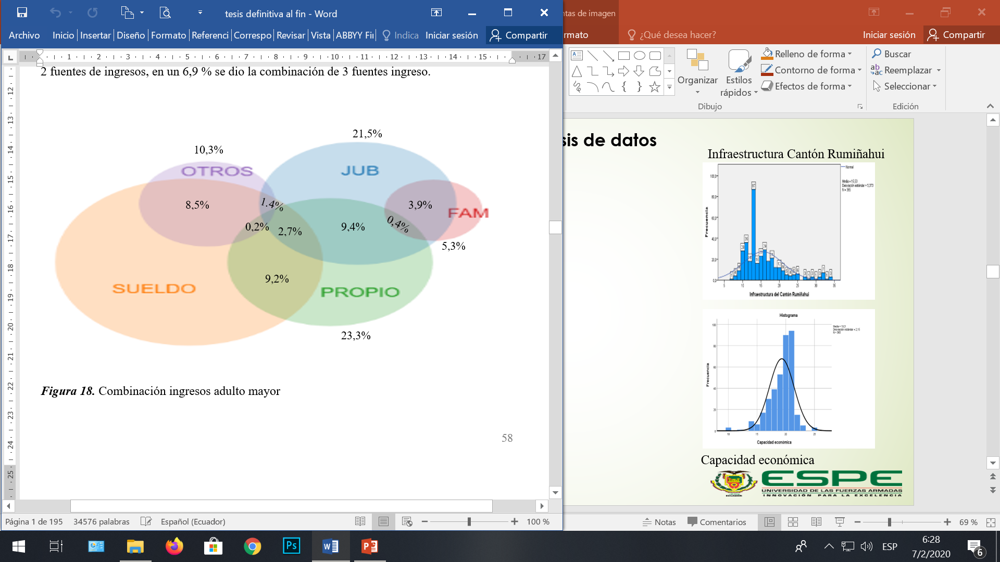 tesis definitiva al fin - Word
Archivo Inicio Insertar Diseño Formato Referenci Correspo Revisar Vista ABBYY Fi Indica Iniciar sesión Compartir
1 2 3 4 5 6 7 8 9 10 11 12 13 14 15 17
12 13 14 15 16 17 18 19 20 21 22 23 24 25
2 fuentes de ingresos, en un 6,9 % se dio la combinación de 3 fuentes ingreso.
21,5%
10,3%
OTROS
JUB
8,5%
1.4%
3,9%
FAM
0,2%
2,7%
9,4%
0,4%
5,3%
9,2%
SUELDO
PROPIO
23,3%
Figura 18. Combinación ingresos adulto mayor
58
Página 1 de 195 34576 palabras Español (Ecuador) 100 %
ntas de imagen
rmato ¿Qué desea hacer? Iniciar sesión Compartir
Organizar
Estilos rápidos
Relleno de forma
Contorno de forma
Efectos de forma
Dibujo
Buscar
Reemplazar
Seleccionar
Edición
sis de datos
Infraestructura Cantón Rumiñahui
Normal
Media = 15,53
Desviación estándar = 5,373
N = 365
Frecuencia
100,0
80,0
60,0
40,0
20,0
0,0
87
36
28
29
5 10 15 20 25 30 35
Infraestructura del Cantón Rumiñahui
Histograma
Desviación estándar = 2,15
N = 365
Frecuencia
100
80
60
40
20
0
10 15 20 25
Capacidad económica
Capacidad económica
ESPE
UNIVERSIDAD DE LAS FUERZAS ARMADAS
INNOVACIÓN PARA LA EXCELENCIA
Notas Comentarios 69 %
Ps
ESP
6:28
7/2/2020
6